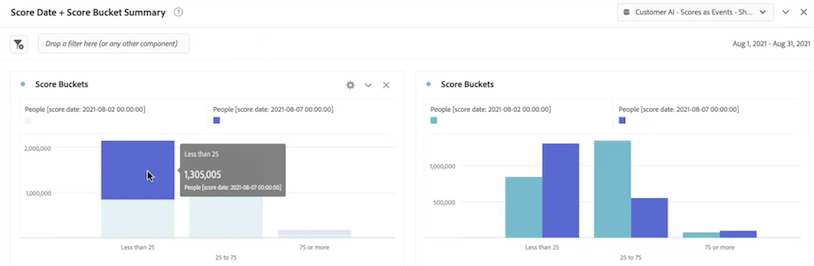 Score Date + Score Bucket Summary
Customer AI - Scores as Events - Sh...
Drop a filter here (or any other component)
Aug 1, 2021 - Aug 31, 2021
Score Buckets
People [score date: 2021-08-02 00:00:00]
People [score date: 2021-08-07 00:00:00]
2,000,000
1,000,000
Less than 25
1,305,005
People [score date: 2021-08-07 00:00:00]
Less than 25
25 to 75
75 or more
Score Buckets
People [score date: 2021-08-02 00:00:00]
People [score date: 2021-08-07 00:00:00]
1,000,000
500,000
Less than 25
25 to 75
75 or more